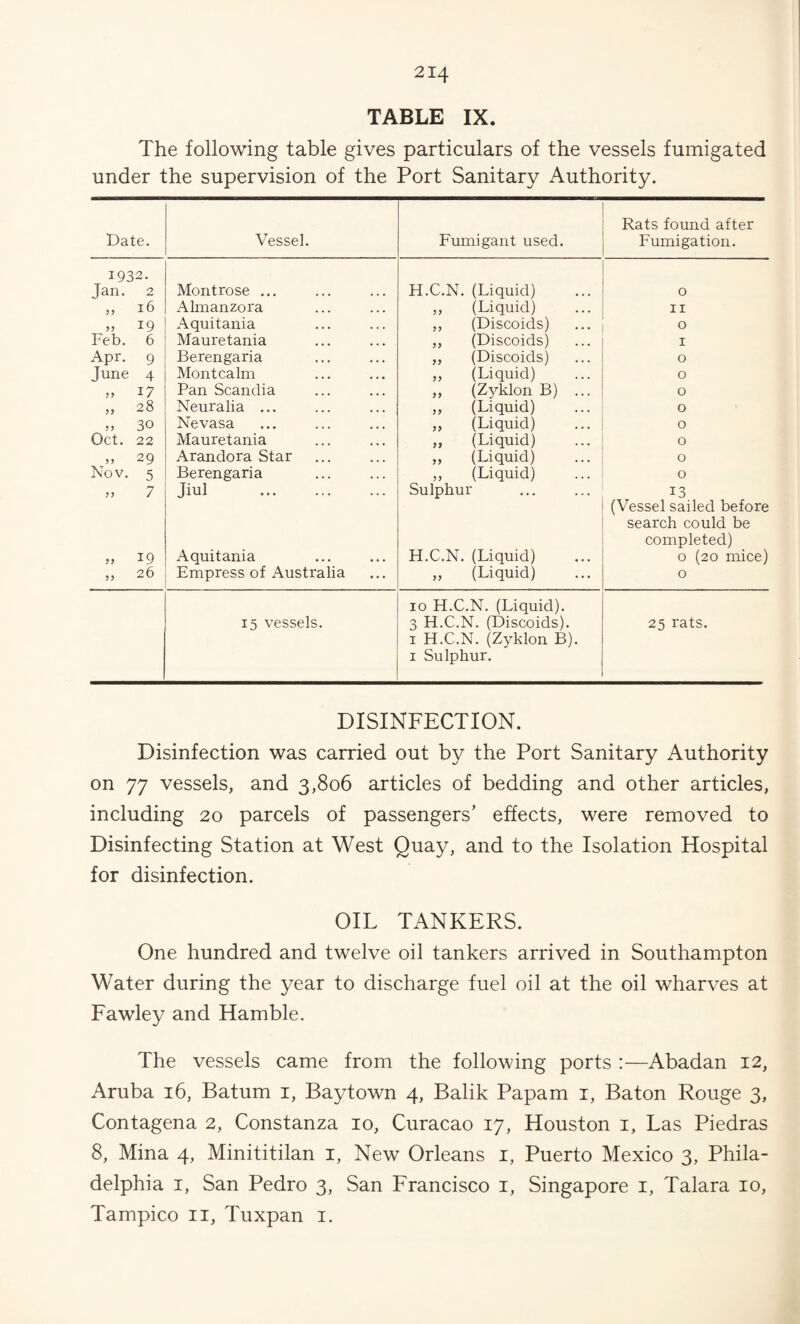 214
TABLE IX.
The following table gives particulars of the vessels fumigated
under the supervision of the Port Sanitary Authority.
Date. Vessel. Fumigant used. Rats found after Fumigation.
1932.
Jan. 2 Montrose ... ... ... H.C.N. (Liquid) ... 0
,, 16 Almanzora ... ... ,, (Liquid) ... 11
,, 19 Aquitania ... ... ,, (Discoids) ... 0
Feb. 6 Mauretania ... ... ,, (Discoids) ... 1
Apr. 9 Berengaria ... ... ,, (Discoids) ... 0
June 4 Montcalm ... ... ,, (Liquid) ... 0
,, 17 Pan Scandia ... ... ,, (Zyklon B) ... 0
,, 28 Neuralia ... ... ... ,, (Liquid) ... 0
,, 30 Nevasa ... ... ... ,, (Liquid) ... 0
Oct. 22 Mauretania ... ... ,, (Liquid) ... 0
,, 29 Arandora Star ... ... ,, (Liquid) ... 0
Nov. 5 Berengaria ... ... ,, (Liquid) ... 0
,, 7 Jiul ... ... ... Sulphur ... ... 13
(Vessel sailed before
search could be
completed)
,, 19 Aquitania ... ... H.C.N. (Liquid) ... 0 (20 mice)
,, 26 Empress of Australia ... ,, (Liquid) ... 0
10 H.C.N. (Liquid).
15 vessels. 3 H.C.N. (Discoids). 25 rats.
1 H.C.N. (Zyklon B).
1 Sulphur.
DISINFECTION.
Disinfection was carried out by the Port Sanitary Authority
on 77 vessels, and 3,806 articles of bedding and other articles,
including 20 parcels of passengers' effects, were removed to
Disinfecting Station at West Quay, and to the Isolation Hospital
for disinfection.
OIL TANKERS.
One hundred and twelve oil tankers arrived in Southampton
Water during the year to discharge fuel oil at the oil wharves at
Fawley and Hamble.
The vessels came from the following ports :—Abadan 12,
Aruba 16, Batum 1, Baytown 4, Balik Papam 1, Baton Rouge 3,
Contagena 2, Constanza 10, Curacao 17, Houston 1, Las Piedras
8, Mina 4, Minititilan 1, New Orleans 1, Puerto Mexico 3, Phila-
delphia 1, San Pedro 3, San Francisco 1, Singapore 1, Talara 10,
Tampico 11, Tuxpan 1.